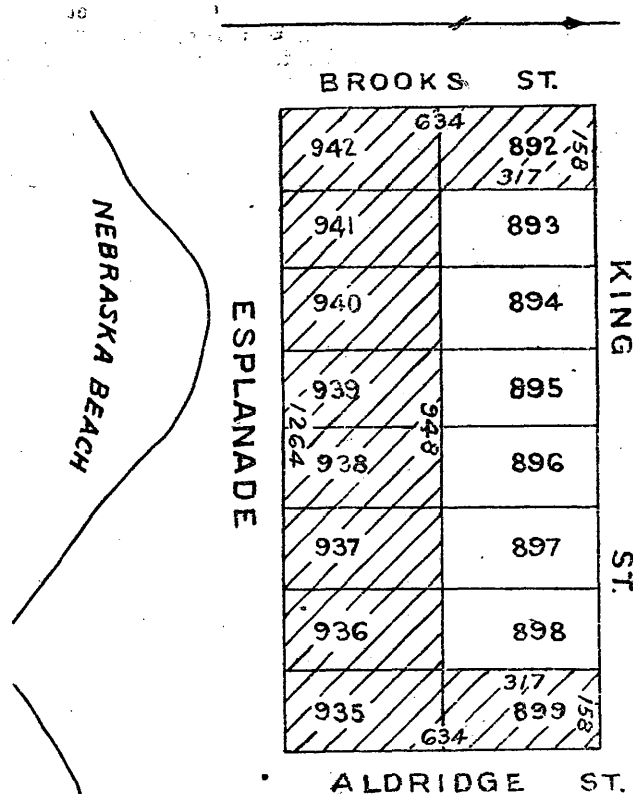 BROOKS ST.
634
942 892 158
317
941 893
940 894
939 895
1264 948
938 896
937 897
936 898
317
935 899 158
634
ALDRIDGE ST.
NEBRASKA BEACH
ESPLANADE
KING ST.